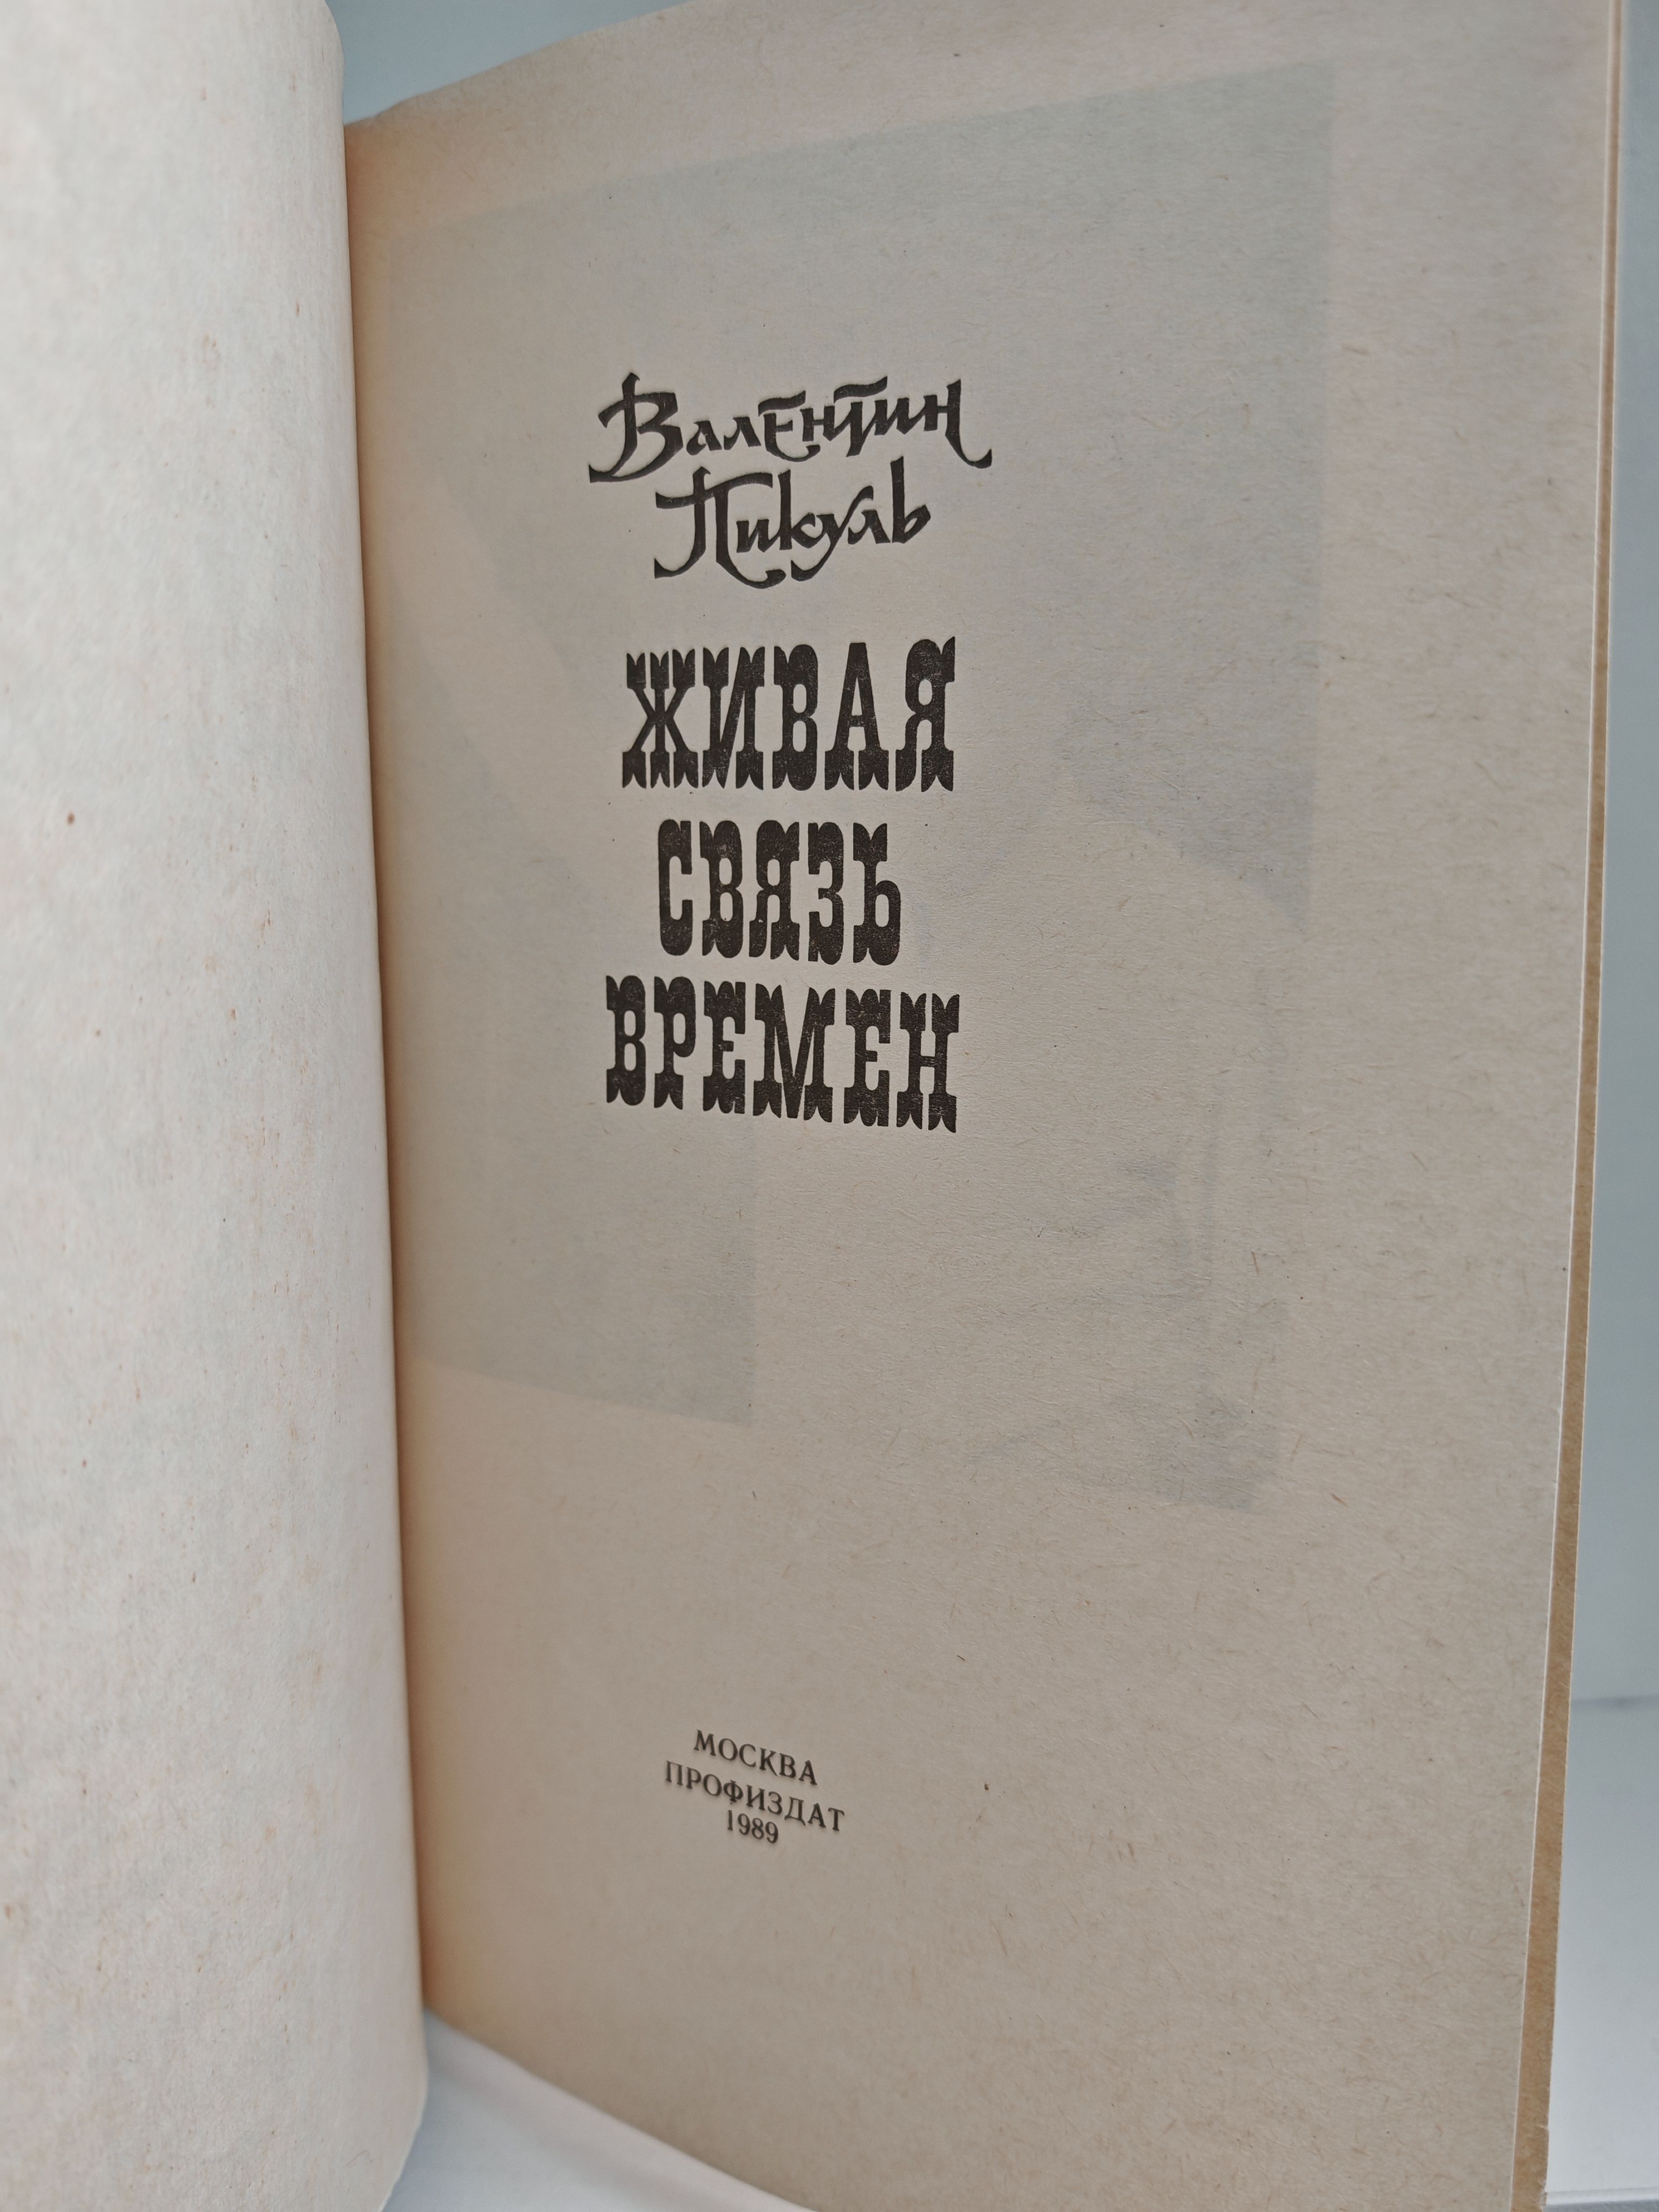 Валентин
Пикуль
ЖИВАЯ
СВЯЗЬ
ВРЕМЕН
МОСКВА
ПРОФИЗДАТ
1989